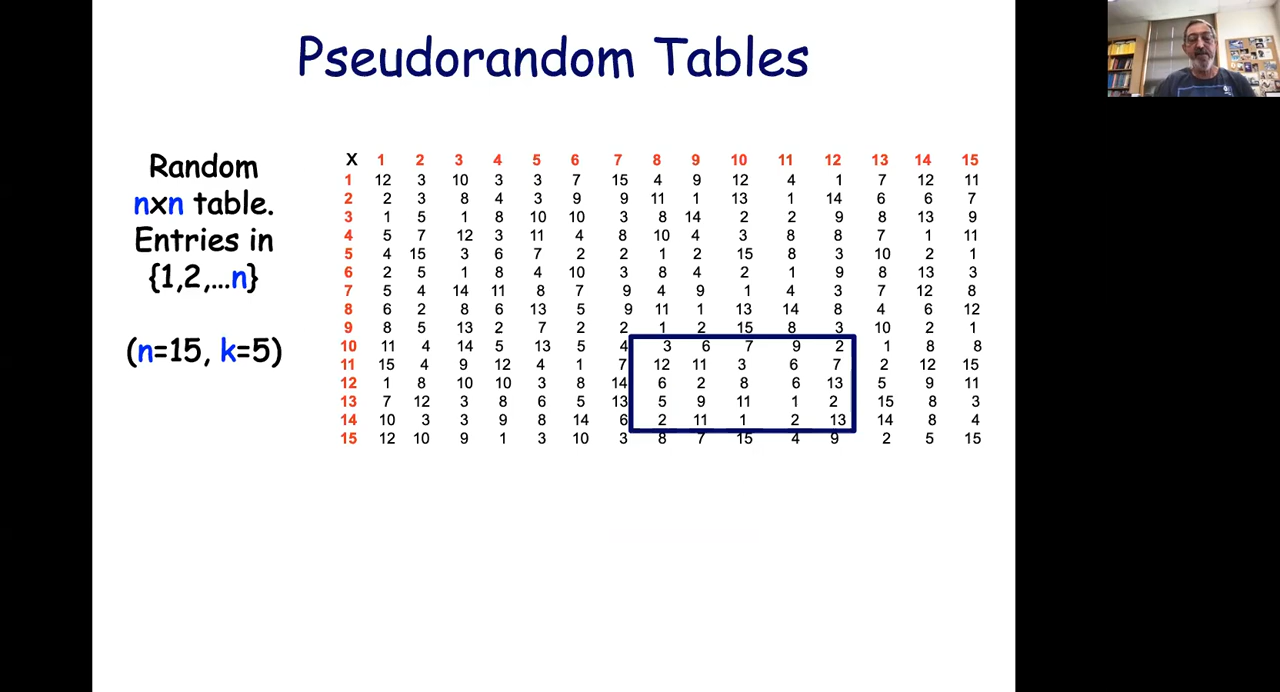 Pseudorandom Tables
Random
nxn table.
Entries in
{1,2,...n}
(n=15, k=5)
X 1 2 3 4 5 6 7 8 9 10 11 12 13 14 15
1 12 3 10 3 3 7 15 4 9 12 4 1 7 12 11
2 2 3 8 4 3 9 9 11 1 13 1 14 6 6 7
3 1 5 1 8 10 10 3 8 14 2 2 9 8 13 9
4 5 7 12 3 11 4 8 10 4 3 8 8 7 1 11
5 4 15 3 6 7 2 2 1 2 15 8 3 10 2 1
6 2 5 1 8 4 10 3 8 4 2 1 9 8 13 3
7 5 4 14 11 8 7 9 4 9 1 4 3 7 12 8
8 6 2 8 6 13 5 9 11 1 13 14 8 4 6 12
9 8 5 13 2 7 2 2 1 2 15 8 3 10 2 1
10 11 4 14 5 13 5 4 3 6 7 9 2 1 8 8
11 15 4 9 12 4 1 7 12 11 3 6 7 2 12 15
12 1 8 10 10 3 8 14 6 2 8 6 13 5 9 11
13 7 12 3 8 6 5 13 5 9 11 1 2 15 8 3
14 10 3 3 9 8 14 6 2 11 1 2 13 14 8 4
15 12 10 9 1 3 10 3 8 7 15 4 9 2 5 15